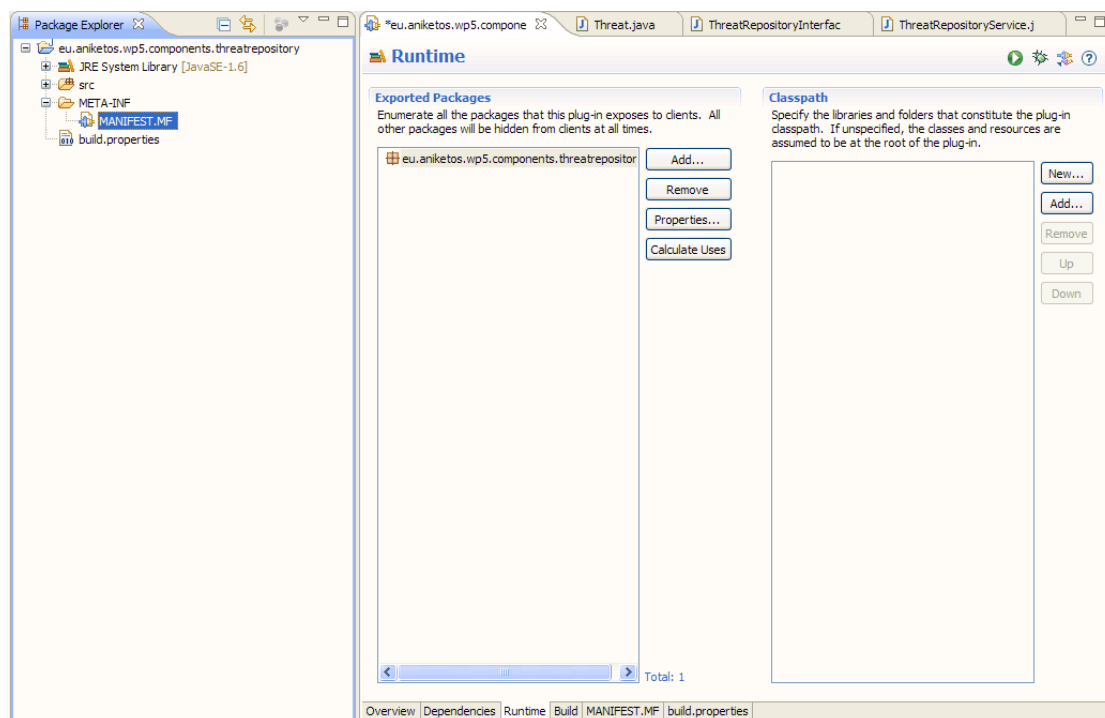 Package Explorer
eu.aniketos.wp5.components.threatrepository
JRE System Library [JavaSE-1.6]
src
META-INF
MANIFEST.MF
build.properties
*eu.aniketos.wp5.compone
Threat.java
ThreatRepositoryInterfac
ThreatRepositoryService.j
Runtime
Exported Packages
Enumerate all the packages that this plug-in exposes to clients. All
other packages will be hidden from clients at all times.
eu.aniketos.wp5.components.threatrepositor
Add...
Remove
Properties...
Calculate Uses
Total: 1
Classpath
Specify the libraries and folders that constitute the plug-in
classpath. If unspecified, the classes and resources are
assumed to be at the root of the plug-in.
New...
Add...
Remove
Up
Down
Overview Dependencies Runtime Build MANIFEST.MF build.properties